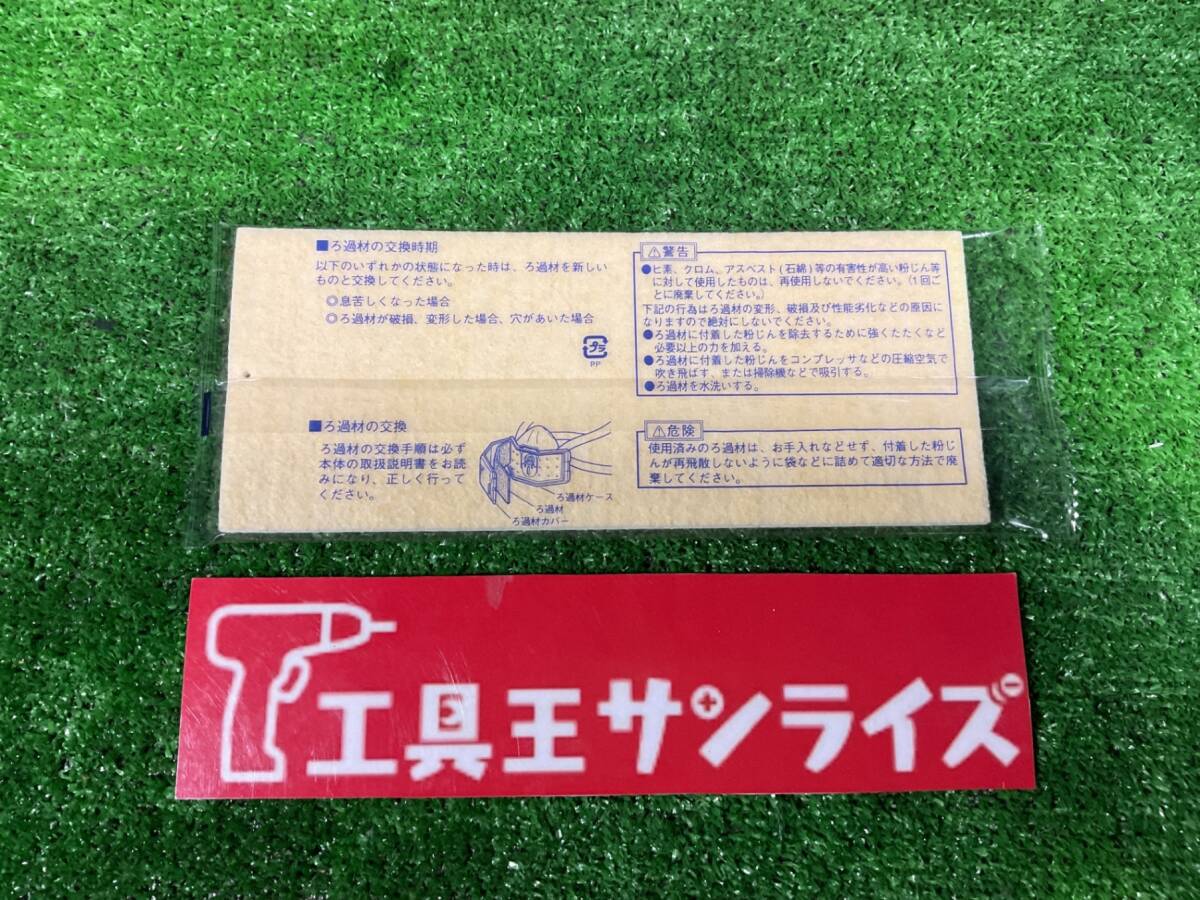 ■ろ過材の交換時期
以下のいずれかの状態になった時は、ろ過材を新しい
ものと交換してください。
◎息苦しくなった場合
◎ろ過材が破損、変形した場合、穴があいた場合
プラ
PP
⚠警告
●ヒ素、クロム、アスベスト(石綿)等の有害性が高い粉じん等
に対して使用したものは、再使用しないでください。(1回ご
とに廃棄してください。)
下記の行為はろ過材の変形、破損及び性能劣化などの原因に
なりますので絶対にしないでください。
●ろ過材に付着した粉じんを除去するために強くたたくなど
必要以上の力を加える。
●ろ過材に付着した粉じんをコンプレッサなどの圧縮空気で
吹き飛ばす、または掃除機などで吸引する。
●ろ過材を水洗いする。
■ろ過材の交換
ろ過材の交換手順は必ず
本体の取扱説明書をお読
みになり、正しく行って
ください。
ろ過材ケース
ろ過材
ろ過材カバー
⚠危険
使用済みのろ過材は、お手入れなどせず、付着した粉じ
んが再飛散しないように袋などに詰めて適切な方法で廃
棄してください。
工具王サンライズ